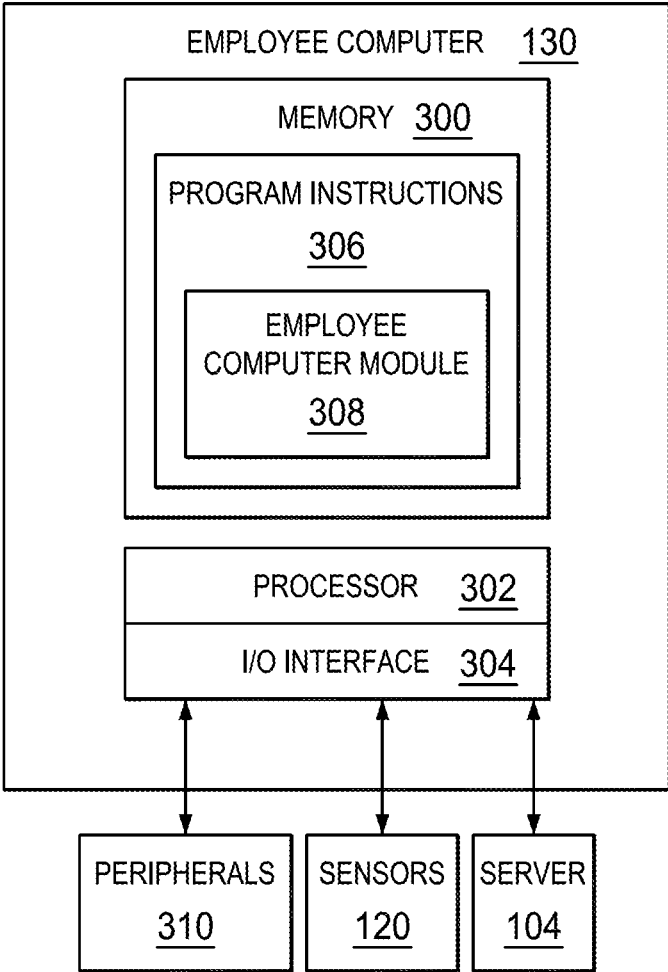 EMPLOYEE COMPUTER 130
MEMORY 300
PROGRAM INSTRUCTIONS
306
EMPLOYEE
COMPUTER MODULE
308
PROCESSOR 302
I/O INTERFACE 304
PERIPHERALS
310
SENSORS
120
SERVER
104